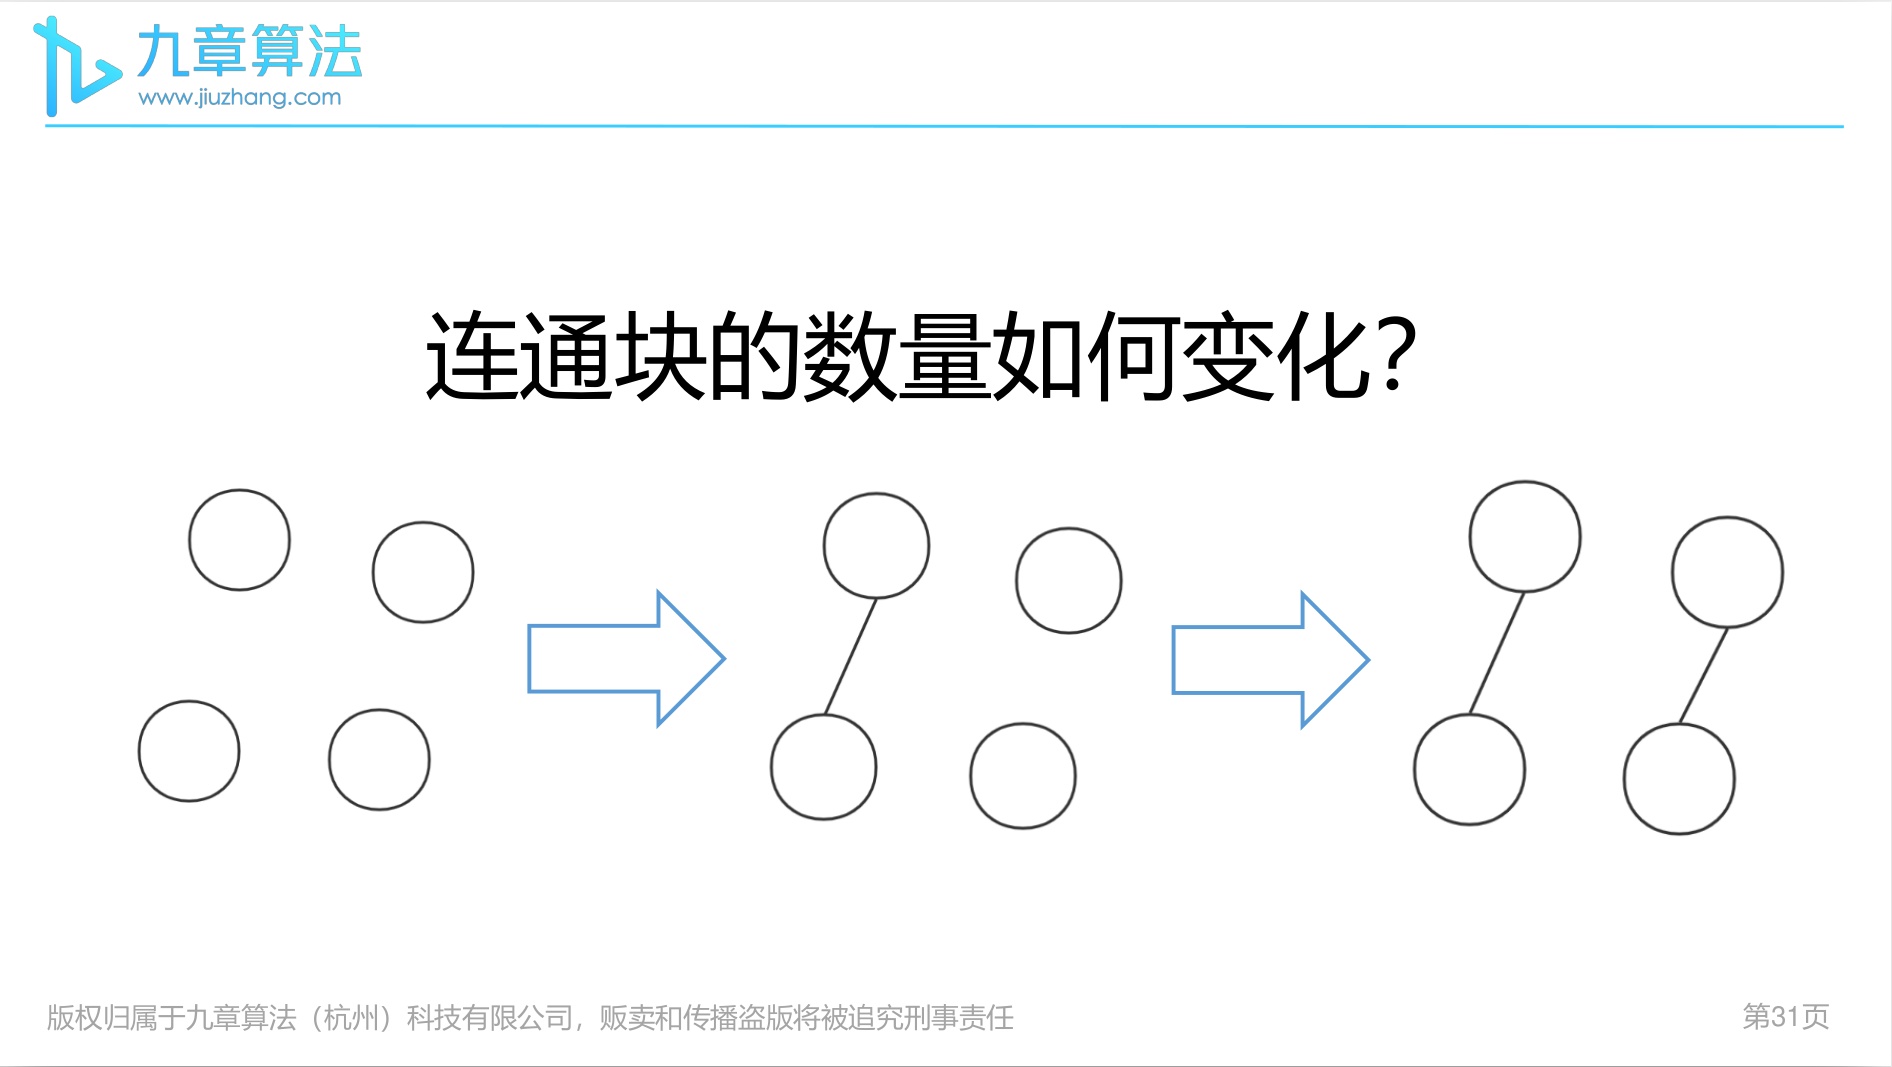 九章算法
www.jiuzhang.com
连通块的数量如何变化？
版权归属于九章算法（杭州）科技有限公司，贩卖和传播盗版将被追究刑事责任
第31页